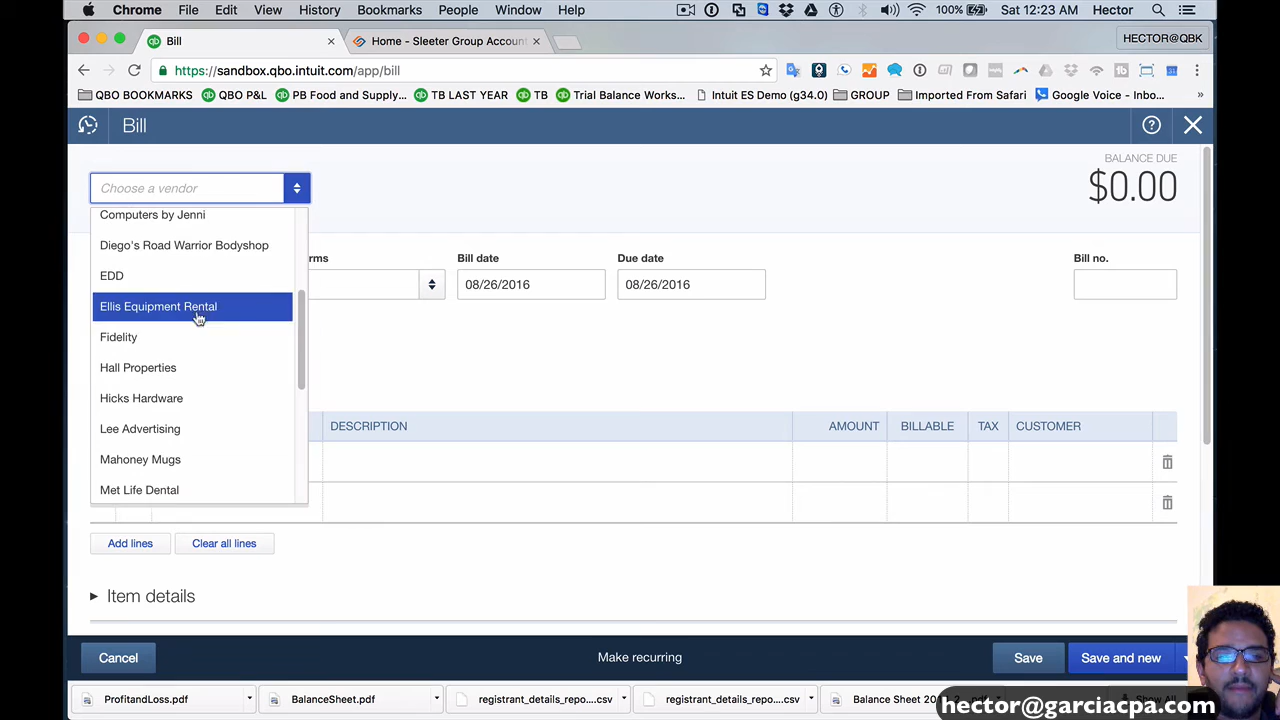 Chrome File Edit View History Bookmarks People Window Help 100% Sat 12:23 AM Hector
Bill Home - Sleeter Group Account HECTOR@QBK
https://sandbox.qbo.intuit.com/app/bill
QBO BOOKMARKS QBO P&L PB Food and Supply... TB LAST YEAR TB Trial Balance Works... Intuit ES Demo (g34.0) GROUP Imported From Safari Google Voice - Inbo... »
Bill
BALANCE DUE
Choose a vendor $0.00
Computers by Jenni
Diego's Road Warrior Bodyshop
rms Bill date Due date Bill no.
EDD 08/26/2016 08/26/2016
Ellis Equipment Rental
Fidelity
Hall Properties
Hicks Hardware
Lee Advertising DESCRIPTION AMOUNT BILLABLE TAX CUSTOMER
Mahoney Mugs
Met Life Dental
Add lines Clear all lines
Item details
Cancel Make recurring Save Save and new
ProfitandLoss.pdf BalanceSheet.pdf registrant_details_repo....csv registrant_details_repo....csv Balance Sheet Show All
hector@garciacpa.com